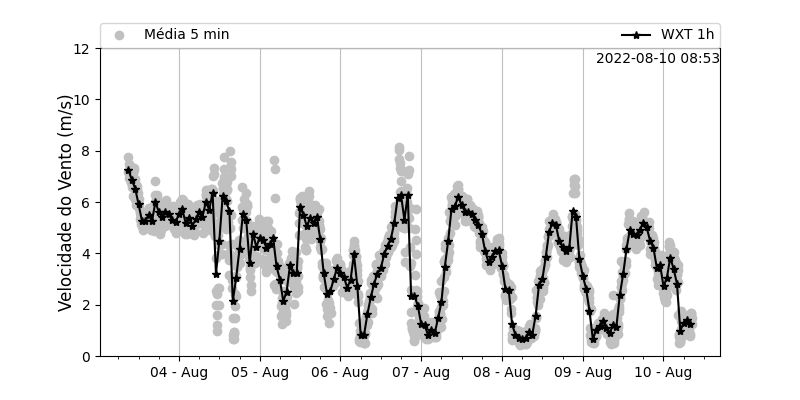 Média 5 min
WXT 1h
2022-08-10 08:53
Velocidade do Vento (m/s)
12
10
8
6
4
2
0
04 - Aug 05 - Aug 06 - Aug 07 - Aug 08 - Aug 09 - Aug 10 - Aug